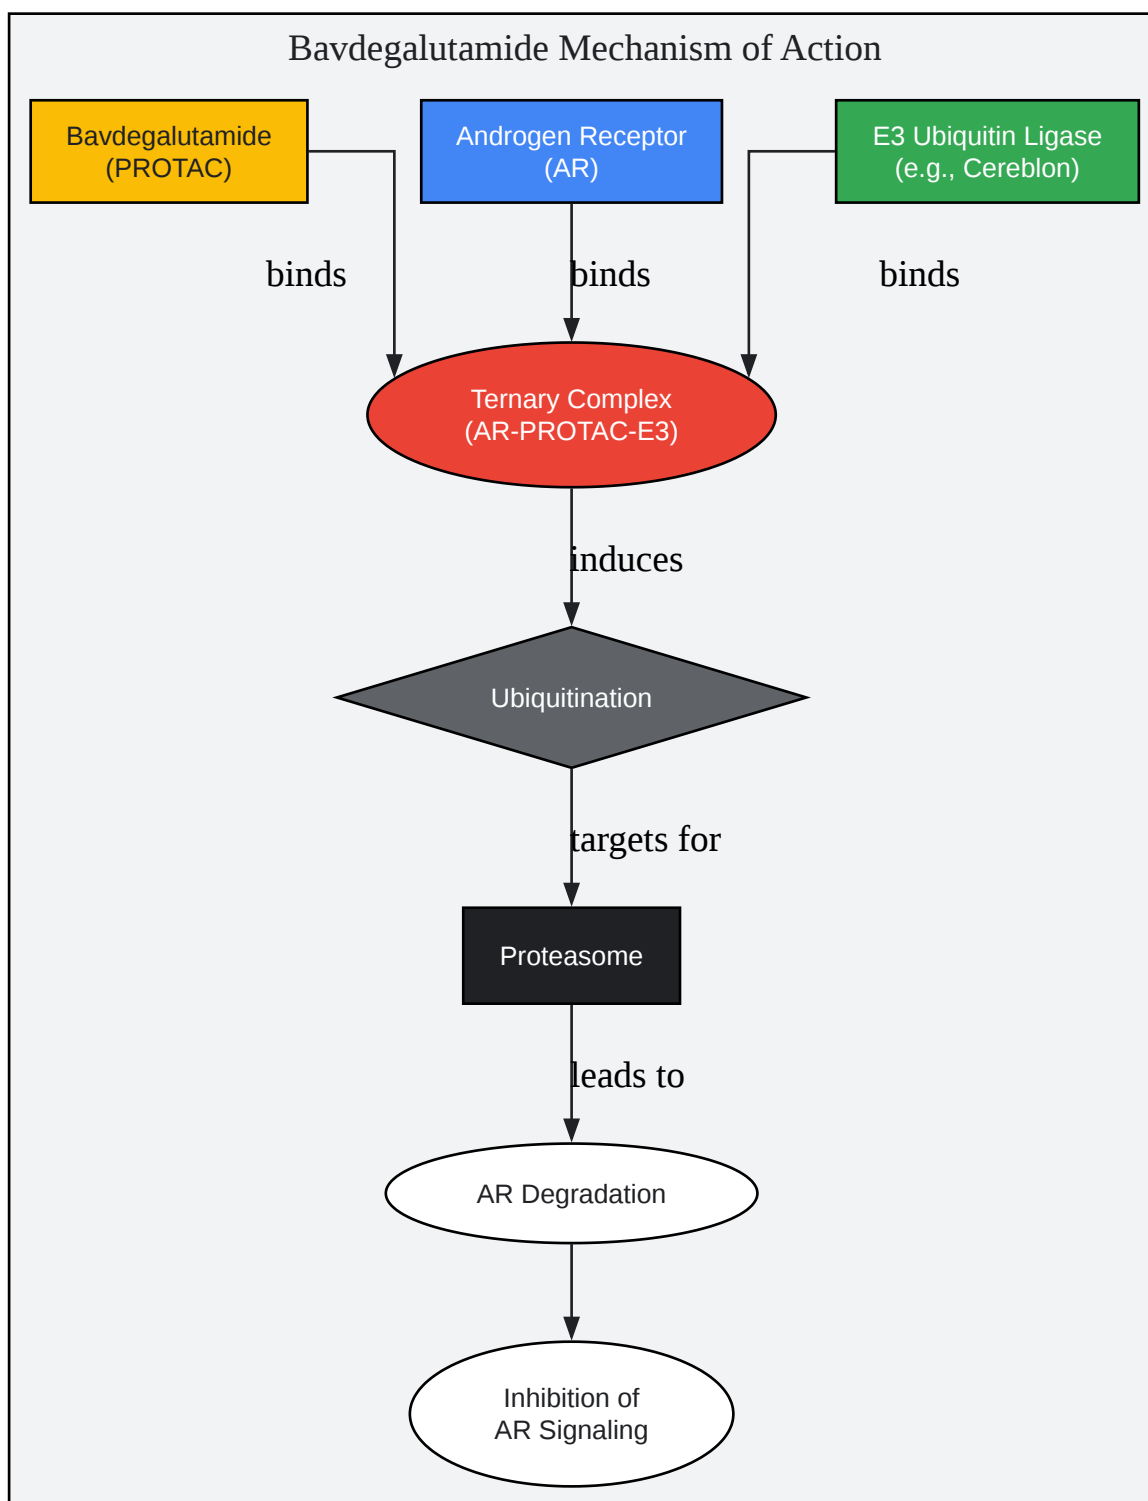 Bavdegalutamide Mechanism of Action
Bavdegalutamide
(PROTAC)
Androgen Receptor
(AR)
E3 Ubiquitin Ligase
(e.g., Cereblon)
binds
binds
binds
Ternary Complex
(AR-PROTAC-E3)
induces
Ubiquitination
targets for
Proteasome
leads to
AR Degradation
Inhibition of
AR Signaling